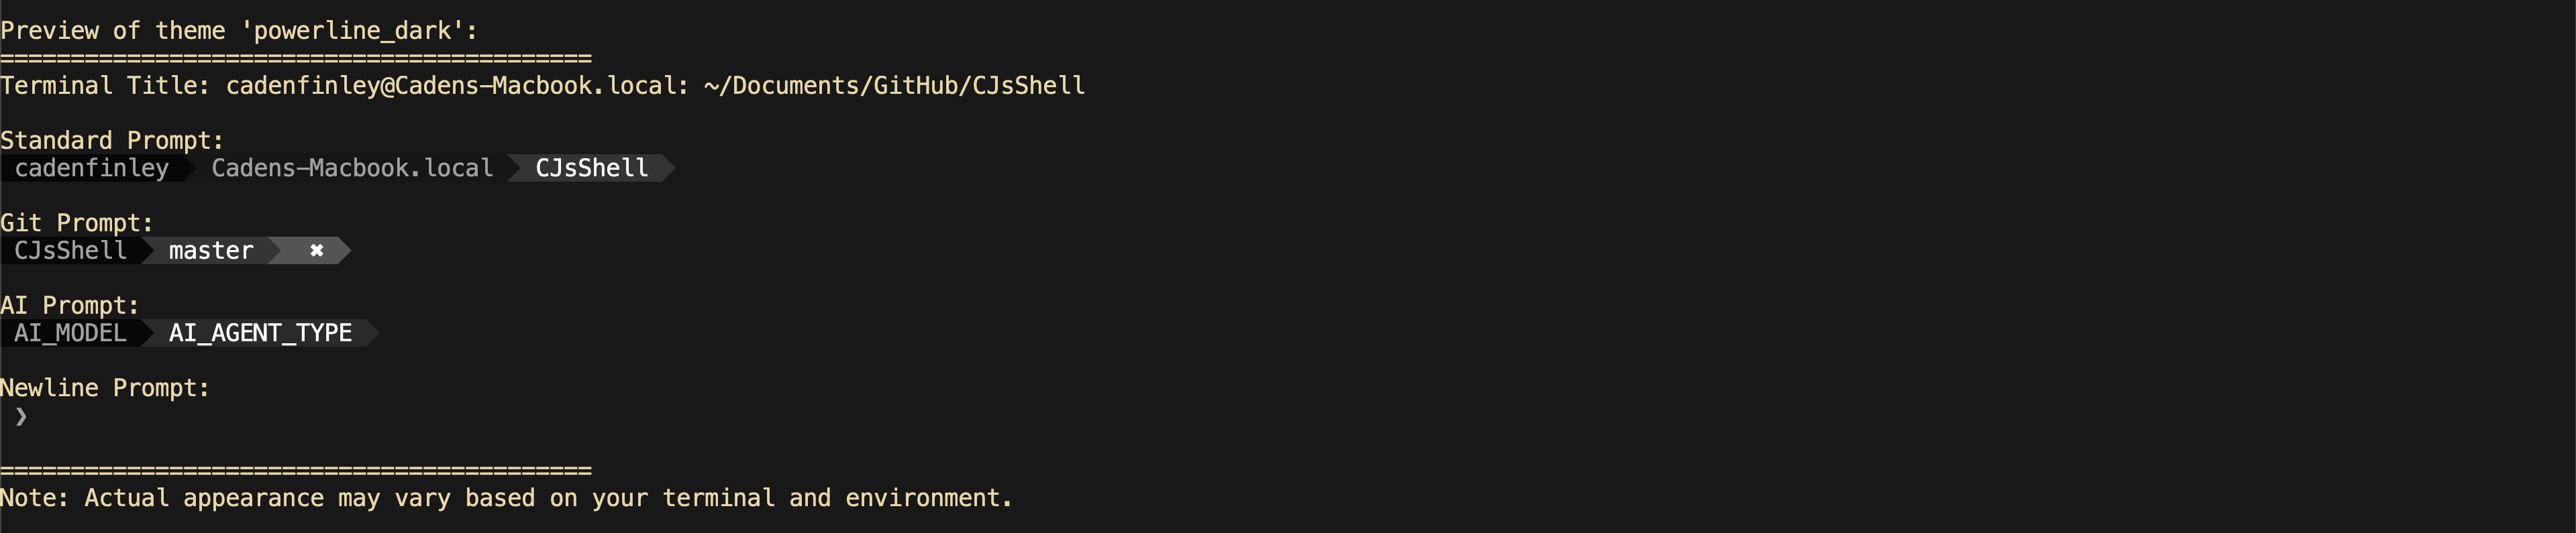 Preview of theme 'powerline_dark':
==========================================
Terminal Title: cadenfinley@Cadens-Macbook.local: ~/Documents/GitHub/CJsShell
Standard Prompt:
cadenfinley Cadens-Macbook.local CJsShell
Git Prompt:
CJsShell master ✖
AI Prompt:
AI_MODEL AI_AGENT_TYPE
Newline Prompt:
❯
==========================================
Note: Actual appearance may vary based on your terminal and environment.